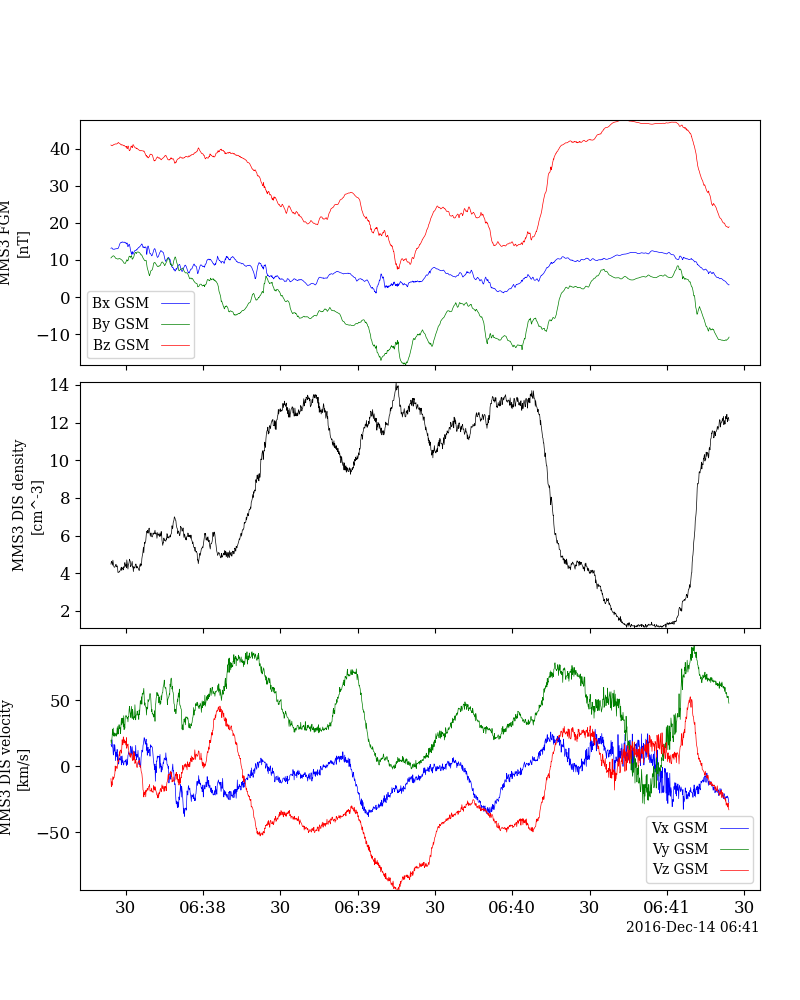 MMS3 FGM
[nT]
40
30
20
10
0
−10
Bx GSM
By GSM
Bz GSM
MMS3 DIS density
[cm^-3]
14
12
10
8
6
4
2
MMS3 DIS velocity
[km/s]
50
0
−50
Vx GSM
Vy GSM
Vz GSM
30 06:38 30 06:39 30 06:40 30 06:41 30
2016-Dec-14 06:41